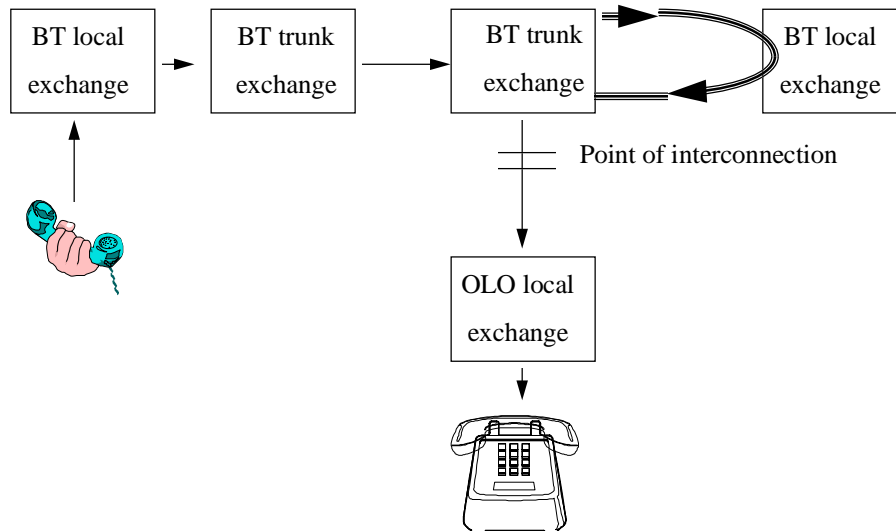 BT local
exchange
BT trunk
exchange
BT trunk
exchange
BT local
exchange
Point of interconnection
OLO local
exchange